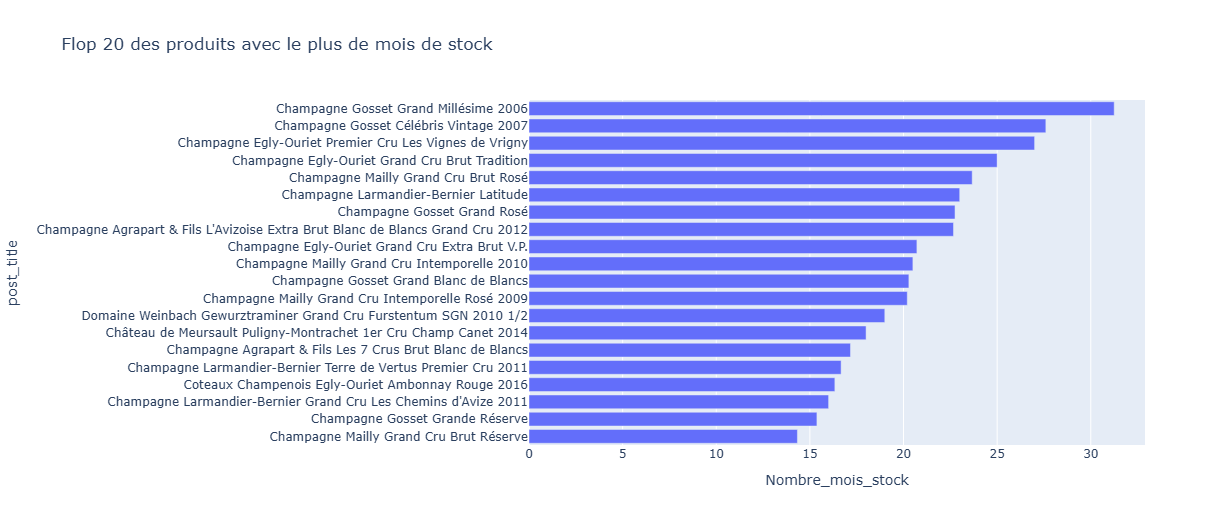 Flop 20 des produits avec le plus de mois de stock
post_title
Champagne Gosset Grand Millésime 2006
Champagne Gosset Célébris Vintage 2007
Champagne Egly-Ouriet Premier Cru Les Vignes de Vrigny
Champagne Egly-Ouriet Grand Cru Brut Tradition
Champagne Mailly Grand Cru Brut Rosé
Champagne Larmandier-Bernier Latitude
Champagne Gosset Grand Rosé
Champagne Agrapart & Fils L'Avizoise Extra Brut Blanc de Blancs Grand Cru 2012
Champagne Egly-Ouriet Grand Cru Extra Brut V.P.
Champagne Mailly Grand Cru Intemporelle 2010
Champagne Gosset Grand Blanc de Blancs
Champagne Mailly Grand Cru Intemporelle Rosé 2009
Domaine Weinbach Gewurztraminer Grand Cru Furstentum SGN 2010 1/2
Château de Meursault Puligny-Montrachet 1er Cru Champ Canet 2014
Champagne Agrapart & Fils Les 7 Crus Brut Blanc de Blancs
Champagne Larmandier-Bernier Terre de Vertus Premier Cru 2011
Coteaux Champenois Egly-Ouriet Ambonnay Rouge 2016
Champagne Larmandier-Bernier Grand Cru Les Chemins d'Avize 2011
Champagne Gosset Grande Réserve
Champagne Mailly Grand Cru Brut Réserve
0 5 10 15 20 25 30
Nombre_mois_stock